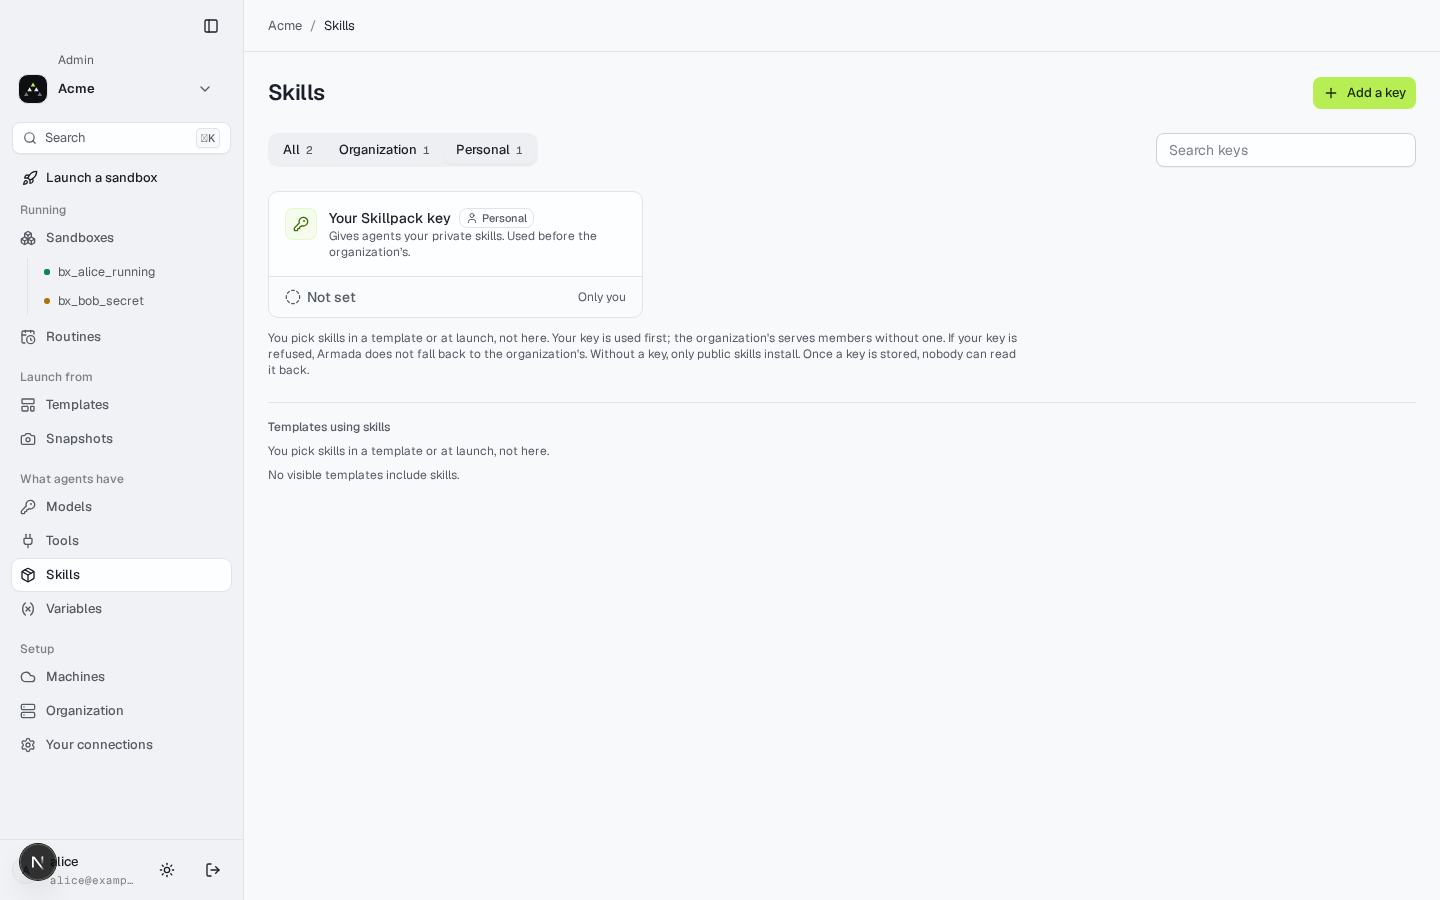 Acme / Skills
Admin
Acme
Search
K
Launch a sandbox
Running
Sandboxes
bx_alice_running
bx_bob_secret
Routines
Launch from
Templates
Snapshots
What agents have
Models
Tools
Skills
Variables
Setup
Machines
Organization
Your connections
alice
alice@examp…
Skills
Add a key
All 2 Organization 1 Personal 1
Search keys
Your Skillpack key Personal
Gives agents your private skills. Used before the
organization's.
Not set
Only you
You pick skills in a template or at launch, not here. Your key is used first; the organization's serves members without one. If your key is
refused, Armada does not fall back to the organization's. Without a key, only public skills install. Once a key is stored, nobody can read
it back.
Templates using skills
You pick skills in a template or at launch, not here.
No visible templates include skills.